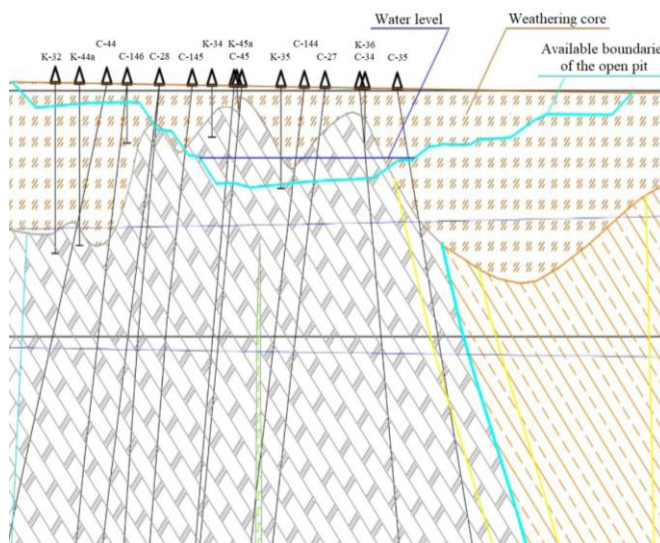 Water level
Weathering core
Available boundaries
of the open pit
C-44
K-34
K-45a
C-144
K-36
K-32
C-146
C-28
C-145
C-45
K-35
C-27
C-34
C-35
K-44a